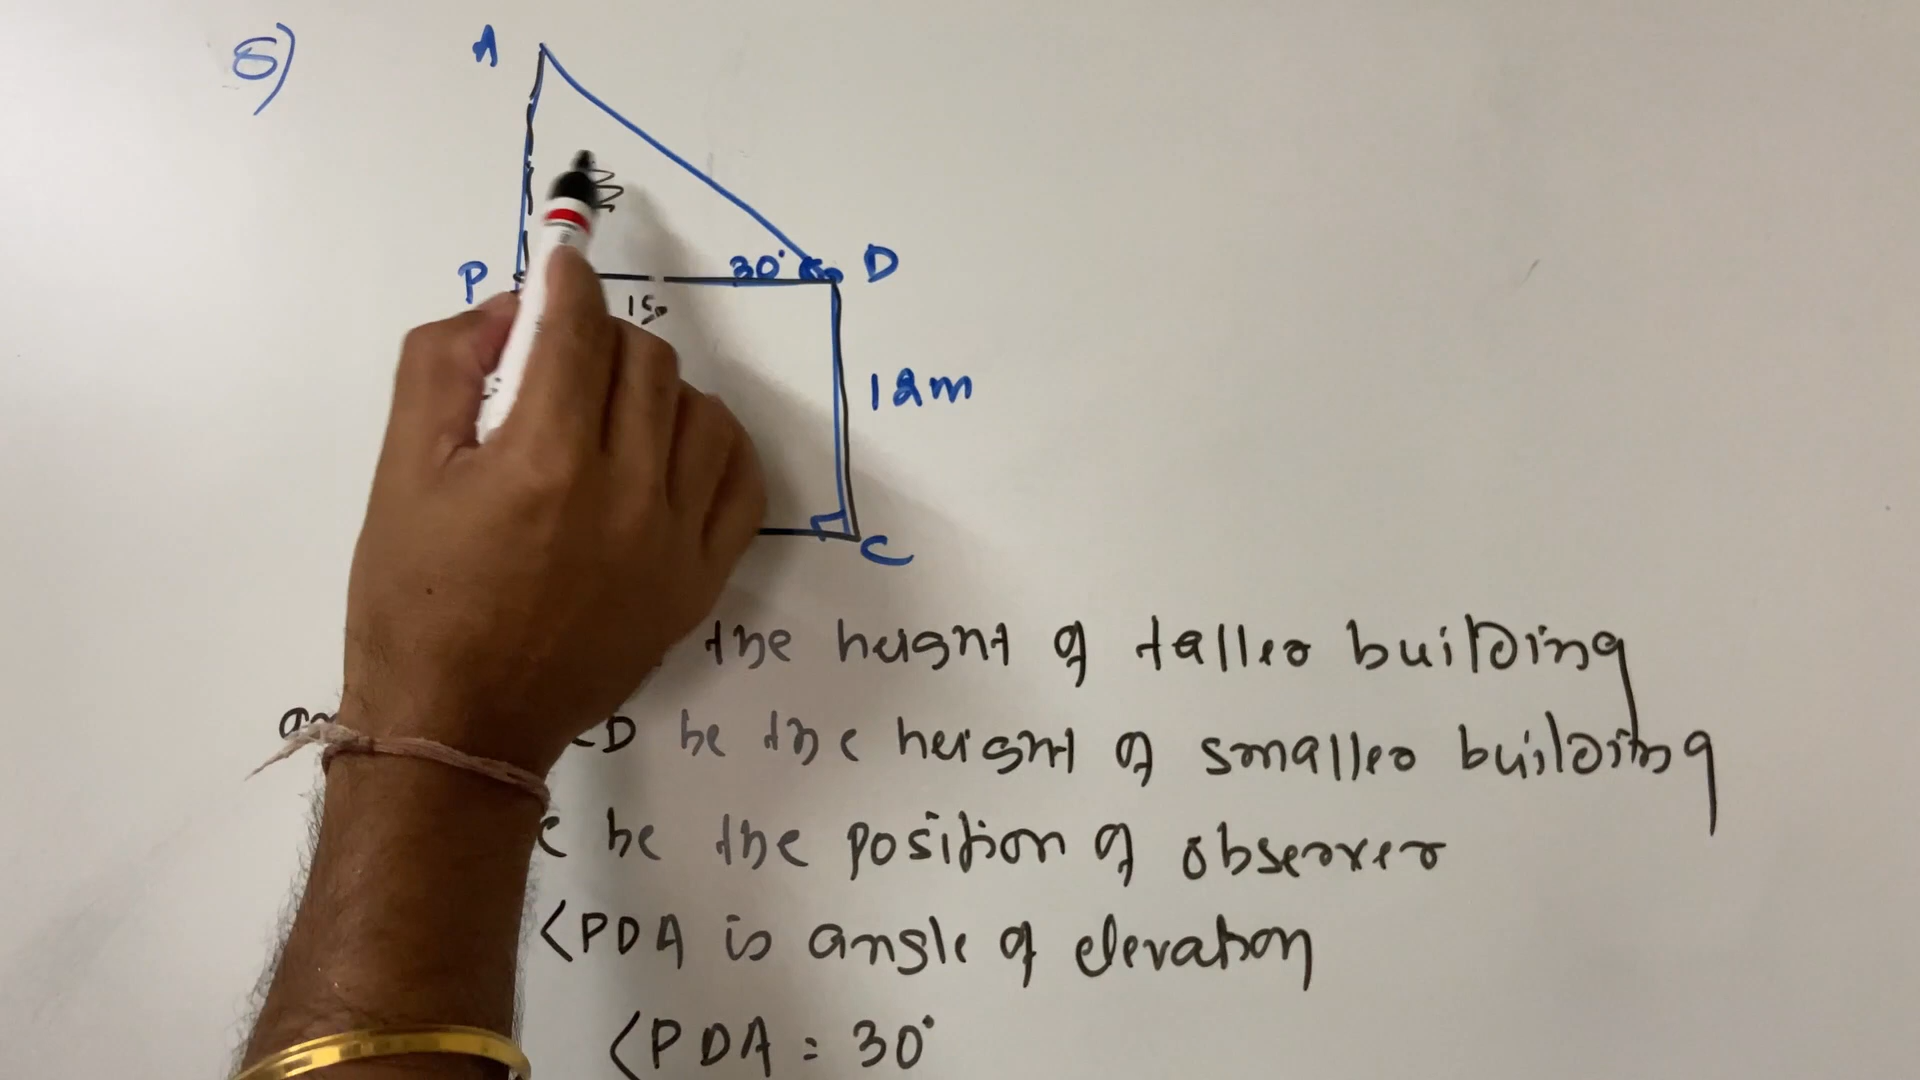 6)
A
30° D
P
15
12m
C
the height of taller building
D be the height of smaller building
be the position of observer
<PDA is angle of elevation
<PDA = 30°